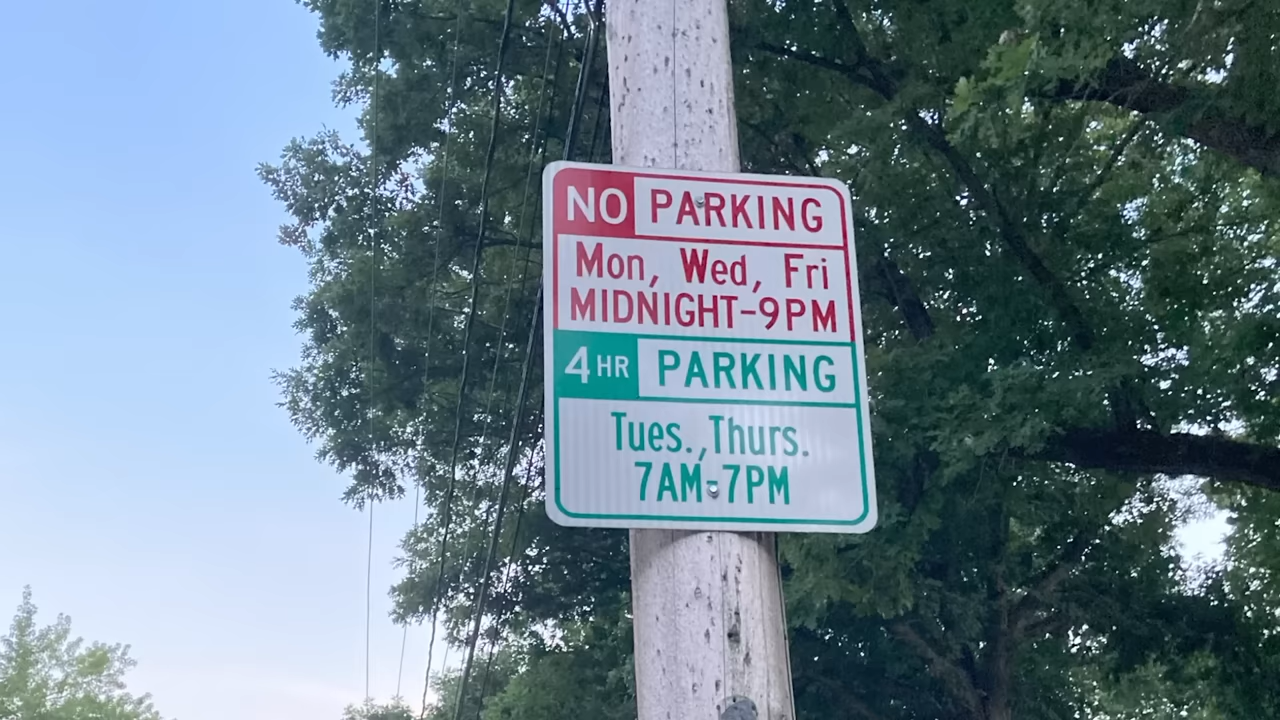 NO PARKING
Mon, Wed, Fri
MIDNIGHT-9PM
4 HR PARKING
Tues.,Thurs.
7AM-7PM